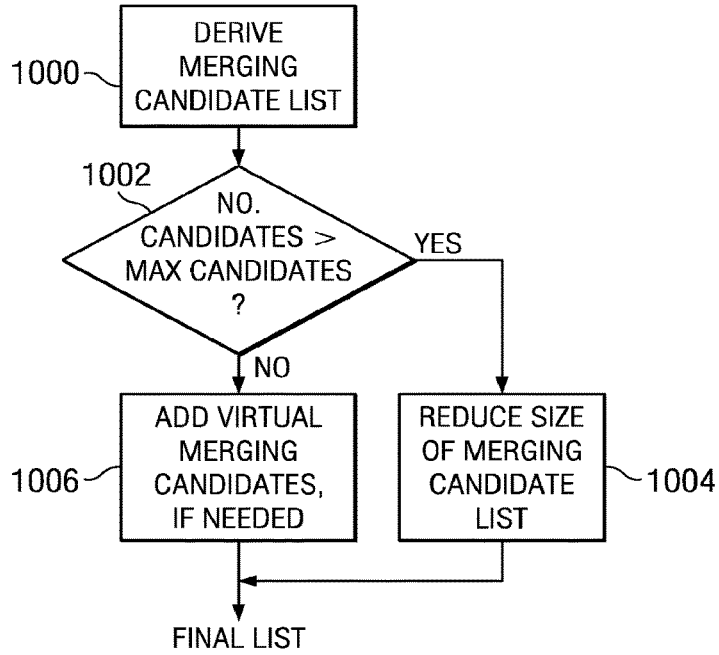 DERIVE
MERGING
CANDIDATE LIST
1000
1002
NO.
CANDIDATES >
MAX CANDIDATES
?
YES
NO
ADD VIRTUAL
MERGING
CANDIDATES,
IF NEEDED
1006
REDUCE SIZE
OF MERGING
CANDIDATE
LIST
1004
FINAL LIST